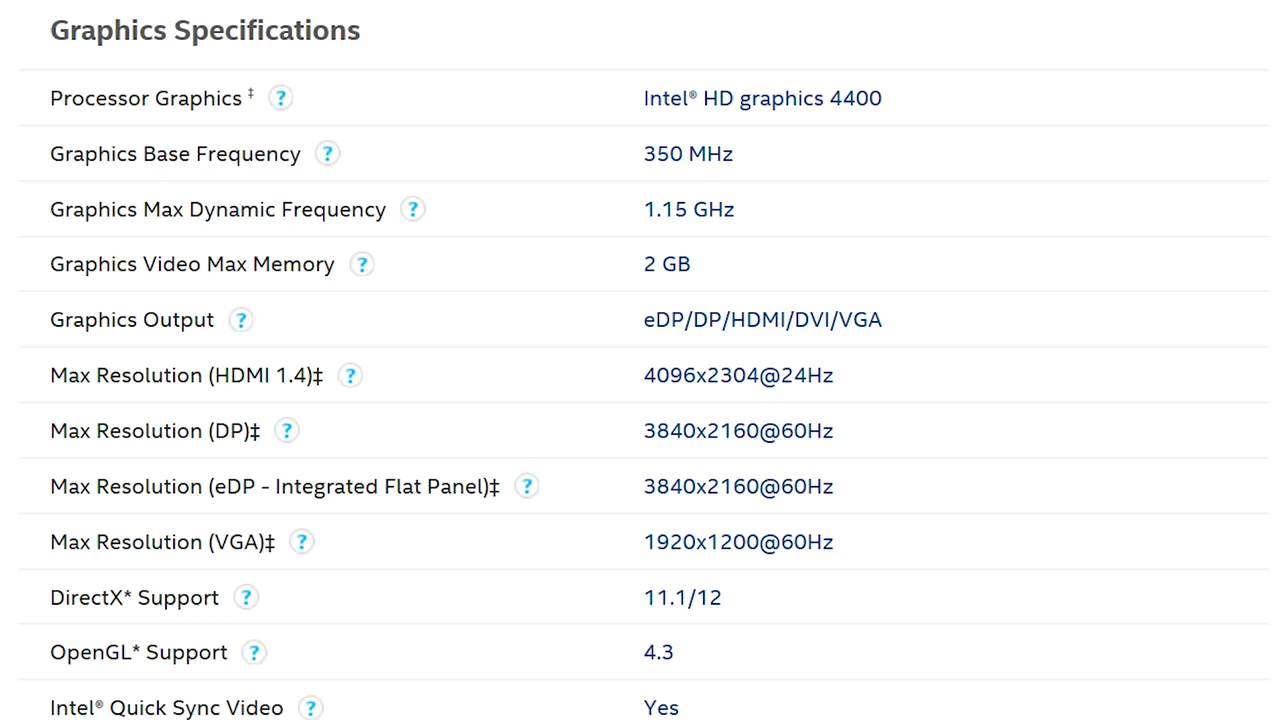 Graphics Specifications
Processor Graphics ‡ ? Intel® HD graphics 4400
Graphics Base Frequency ? 350 MHz
Graphics Max Dynamic Frequency ? 1.15 GHz
Graphics Video Max Memory ? 2 GB
Graphics Output ? eDP/DP/HDMI/DVI/VGA
Max Resolution (HDMI 1.4)‡ ? 4096x2304@24Hz
Max Resolution (DP)‡ ? 3840x2160@60Hz
Max Resolution (eDP - Integrated Flat Panel)‡ ? 3840x2160@60Hz
Max Resolution (VGA)‡ ? 1920x1200@60Hz
DirectX* Support ? 11.1/12
OpenGL* Support ? 4.3
Intel® Quick Sync Video ? Yes